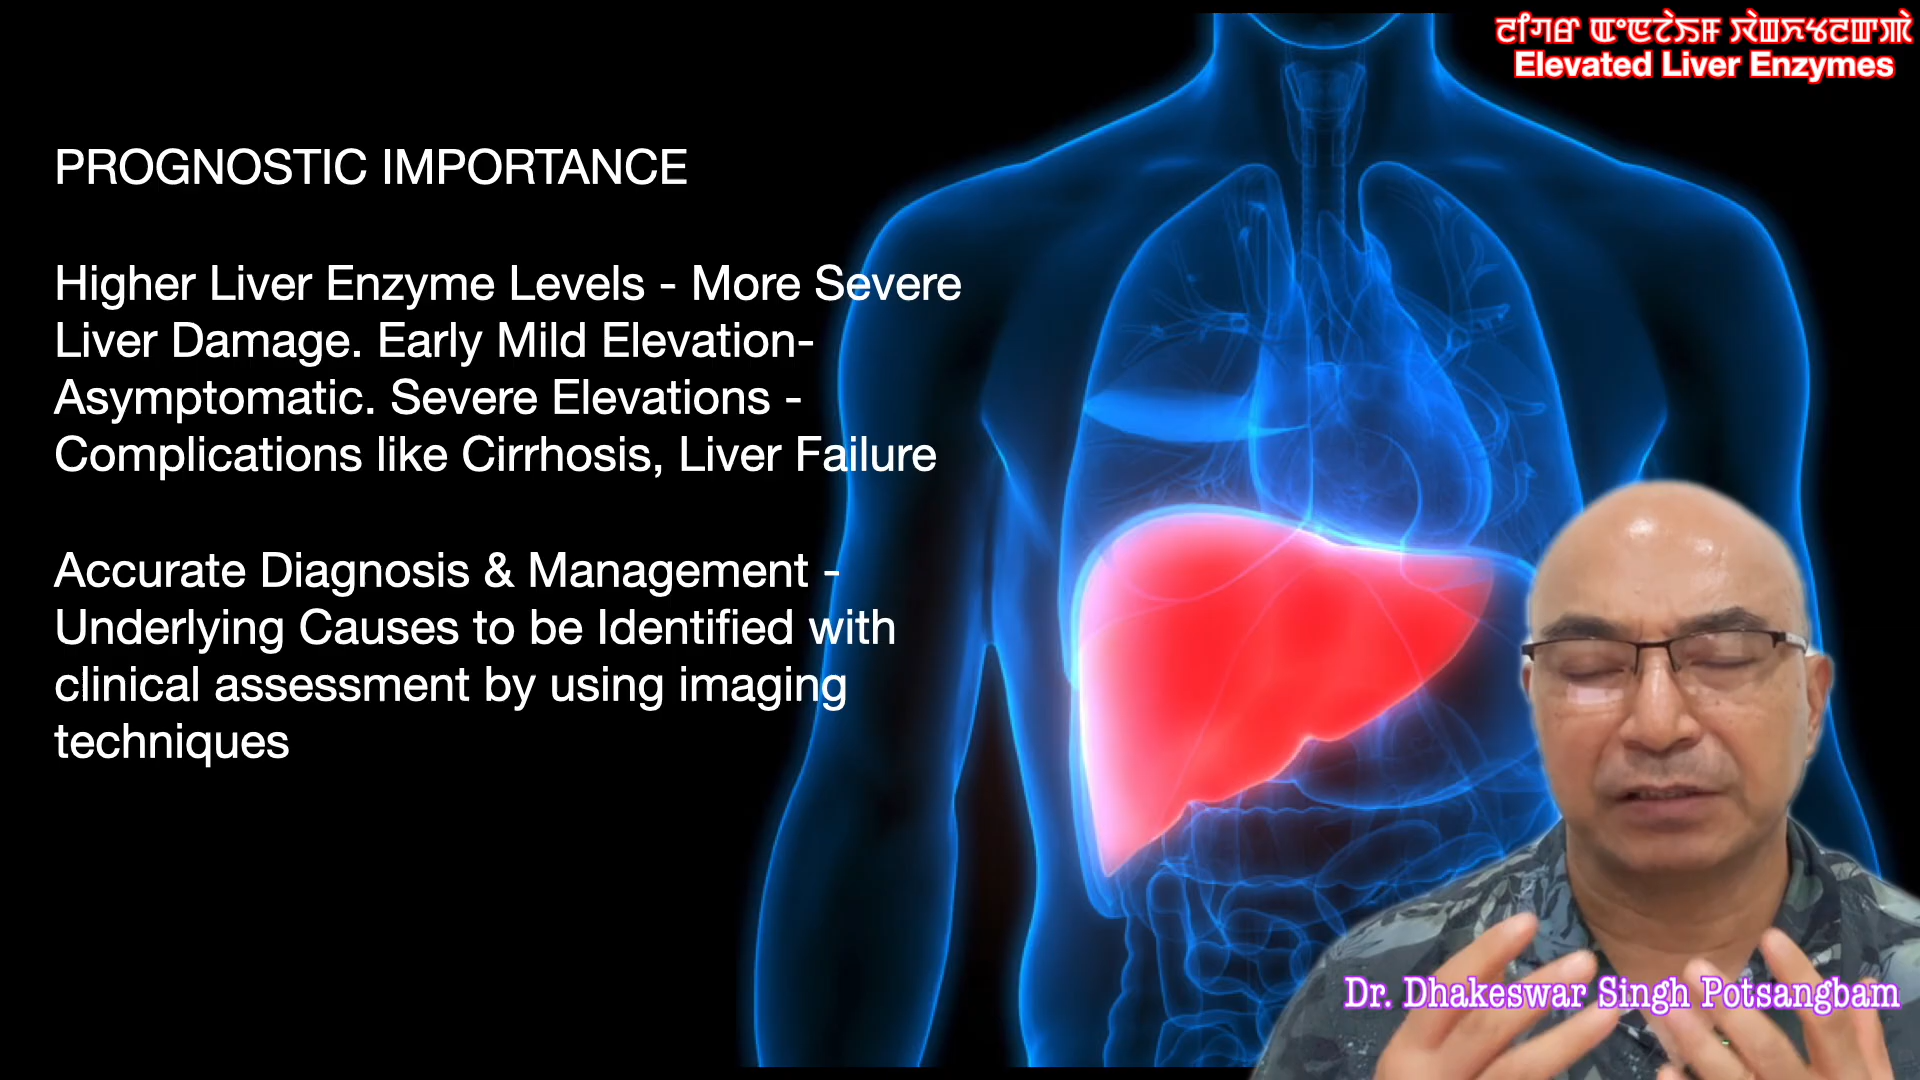 Elevated Liver Enzymes
PROGNOSTIC IMPORTANCE
Higher Liver Enzyme Levels - More Severe
Liver Damage. Early Mild Elevation-
Asymptomatic. Severe Elevations -
Complications like Cirrhosis, Liver Failure
Accurate Diagnosis & Management -
Underlying Causes to be Identified with
clinical assessment by using imaging
techniques
Dr. Dhakeswar Singh Potsangbam